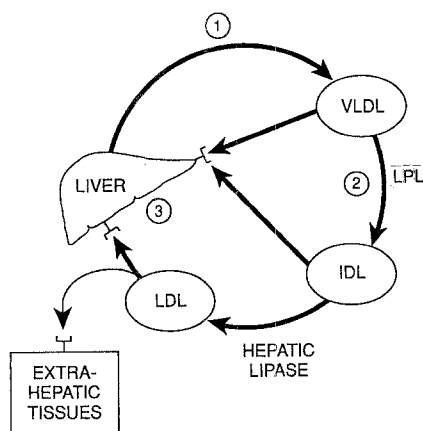 1
VLDL
LIVER
2
LPL
3
IDL
LDL
HEPATIC
LIPASE
EXTRA-
HEPATIC
TISSUES